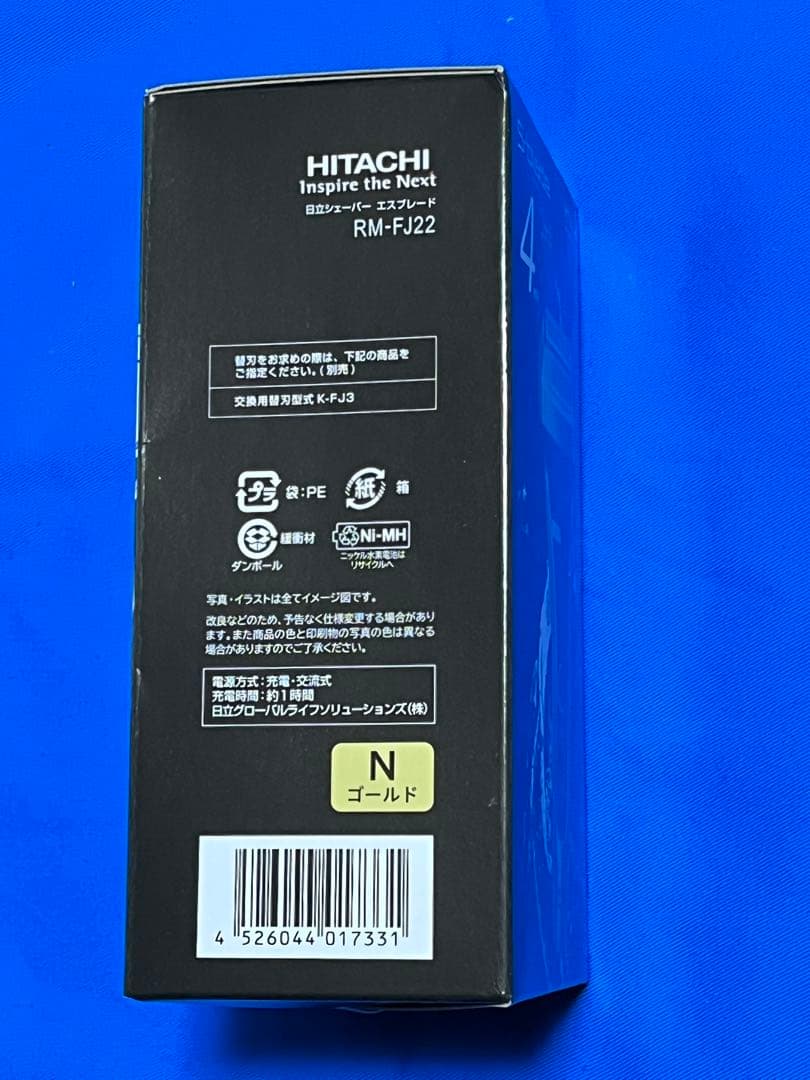 HITACHI
Inspire the Next
日立シェーバー エスブレード
RM-FJ22
替刃をお求めの際は、下記の商品を
ご指定ください。(別売)
交換用替刃型式 K-FJ3
プラ 袋:PE 紙 箱
緩衝材 Ni-MH
ダンボール
ニッケル水素電池は
リサイクルへ
写真・イラストは全てイメージ図です。
改良などのため、予告なく仕様変更する場合があり
ます。また商品の色と印刷物の写真の色は異なる
場合がありますのでご了承ください。
電源方式:充電・交流式
充電時間:約1時間
日立グローバルライフソリューションズ(株)
N
ゴールド
4 526044 017331
4